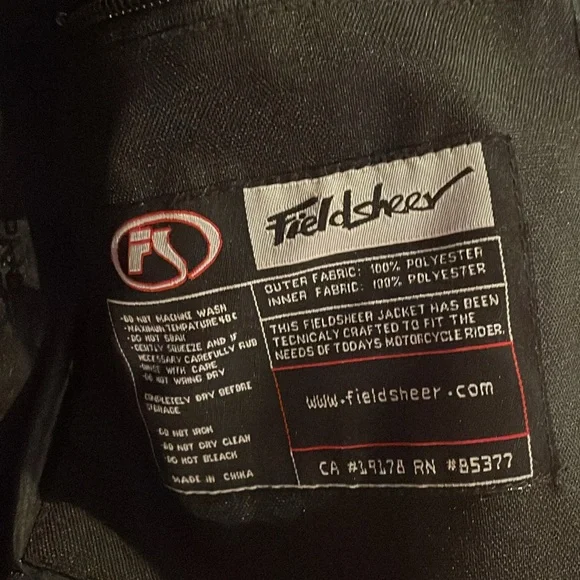 Fieldsheer
FS
OUTER FABRIC: 100% POLYESTER
INNER FABRIC: 100% POLYESTER
THIS FIELDSHEER JACKET HAS BEEN
TECNICALY CRAFTED TO FIT THE
NEEDS OF TODAYS MOTORCYCLE RIDER.
www.fieldsheer.com
CA #19178 RN #85377
-DO NOT MACHINE WASH
-MAXIMUM TEMPATURE 40C
-DO NOT SOAK
-GENTLY SQUEEZE AND IF
NECESSARY CAREFULLY RUB
-RINSE WITH CARE
-DO NOT WRING DRY
COMPLETELY DRY BEFORE
STORAGE
-DO NOT IRON
-DO NOT DRY CLEAN
-DO NOT BLEACH
MADE IN CHINA